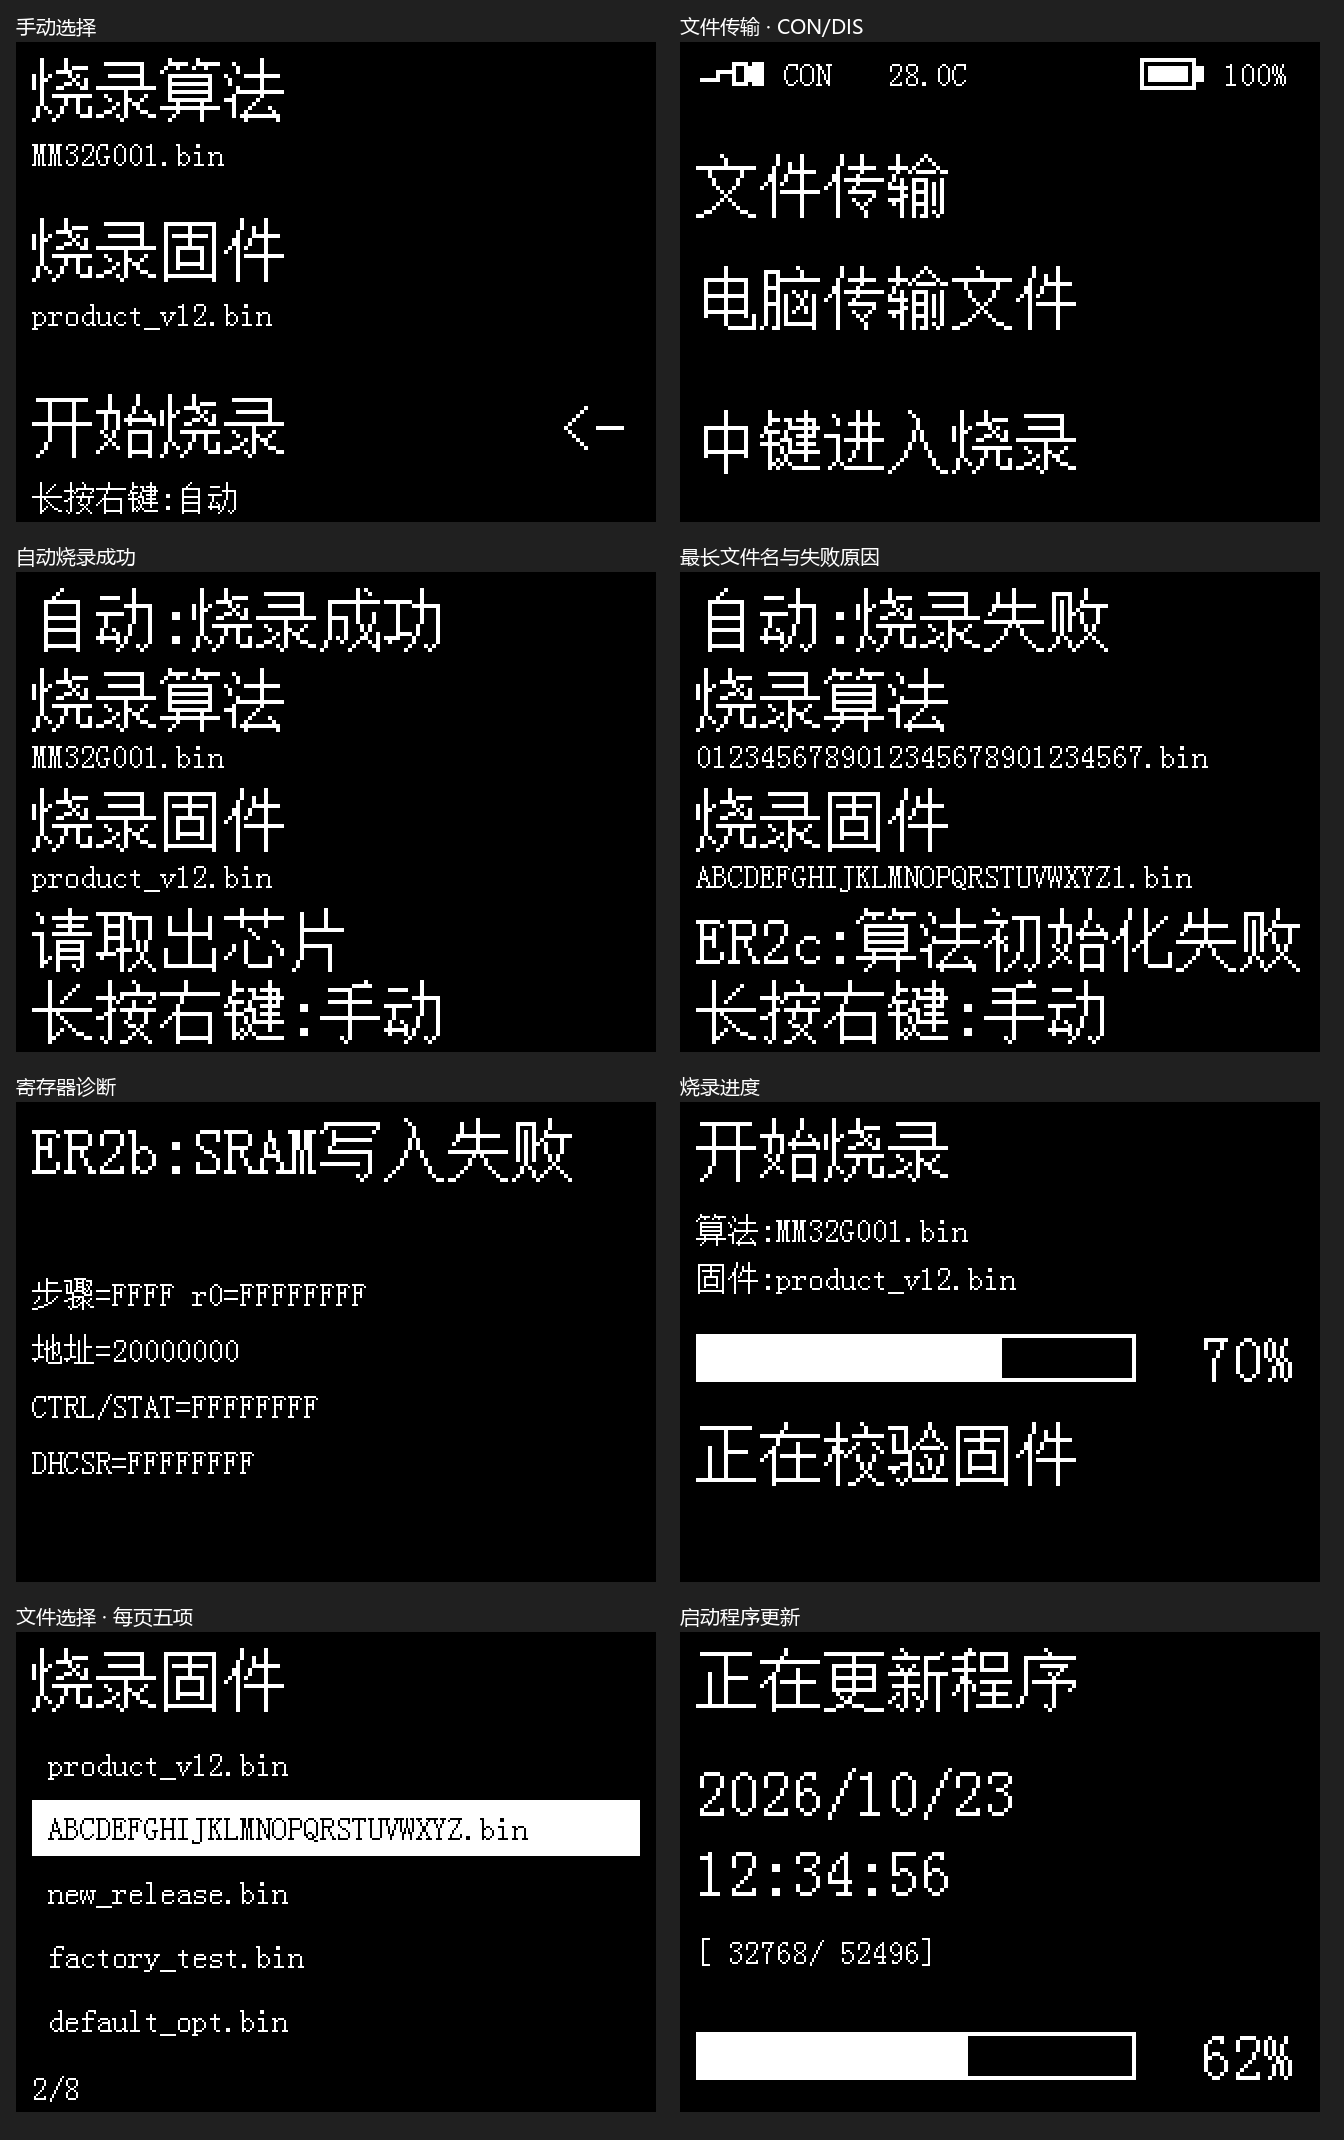 手动选择
烧录算法
MM32G001.bin
烧录固件
product_v12.bin
开始烧录 <-
长按右键:自动
文件传输 · CON/DIS
CON 28.0C 100%
文件传输
电脑传输文件
中键进入烧录
自动烧录成功
自动:烧录成功
烧录算法
MM32G001.bin
烧录固件
product_v12.bin
请取出芯片
长按右键:手动
最长文件名与失败原因
自动:烧录失败
烧录算法
0123456789012345678901234567.bin
烧录固件
ABCDEFGHIJKLMNOPQRSTUVWXYZ1.bin
ER2c:算法初始化失败
长按右键:手动
寄存器诊断
ER2b:SRAM写入失败
步骤=FFFF r0=FFFFFFFF
地址=20000000
CTRL/STAT=FFFFFFFF
DHCSR=FFFFFFFF
烧录进度
开始烧录
算法:MM32G001.bin
固件:product_v12.bin
70%
正在校验固件
文件选择 · 每页五项
烧录固件
product_v12.bin
ABCDEFGHIJKLMNOPQRSTUVWXYZ.bin
new_release.bin
factory_test.bin
default_opt.bin
2/8
启动程序更新
正在更新程序
2026/10/23
12:34:56
[ 32768/ 52496]
62%